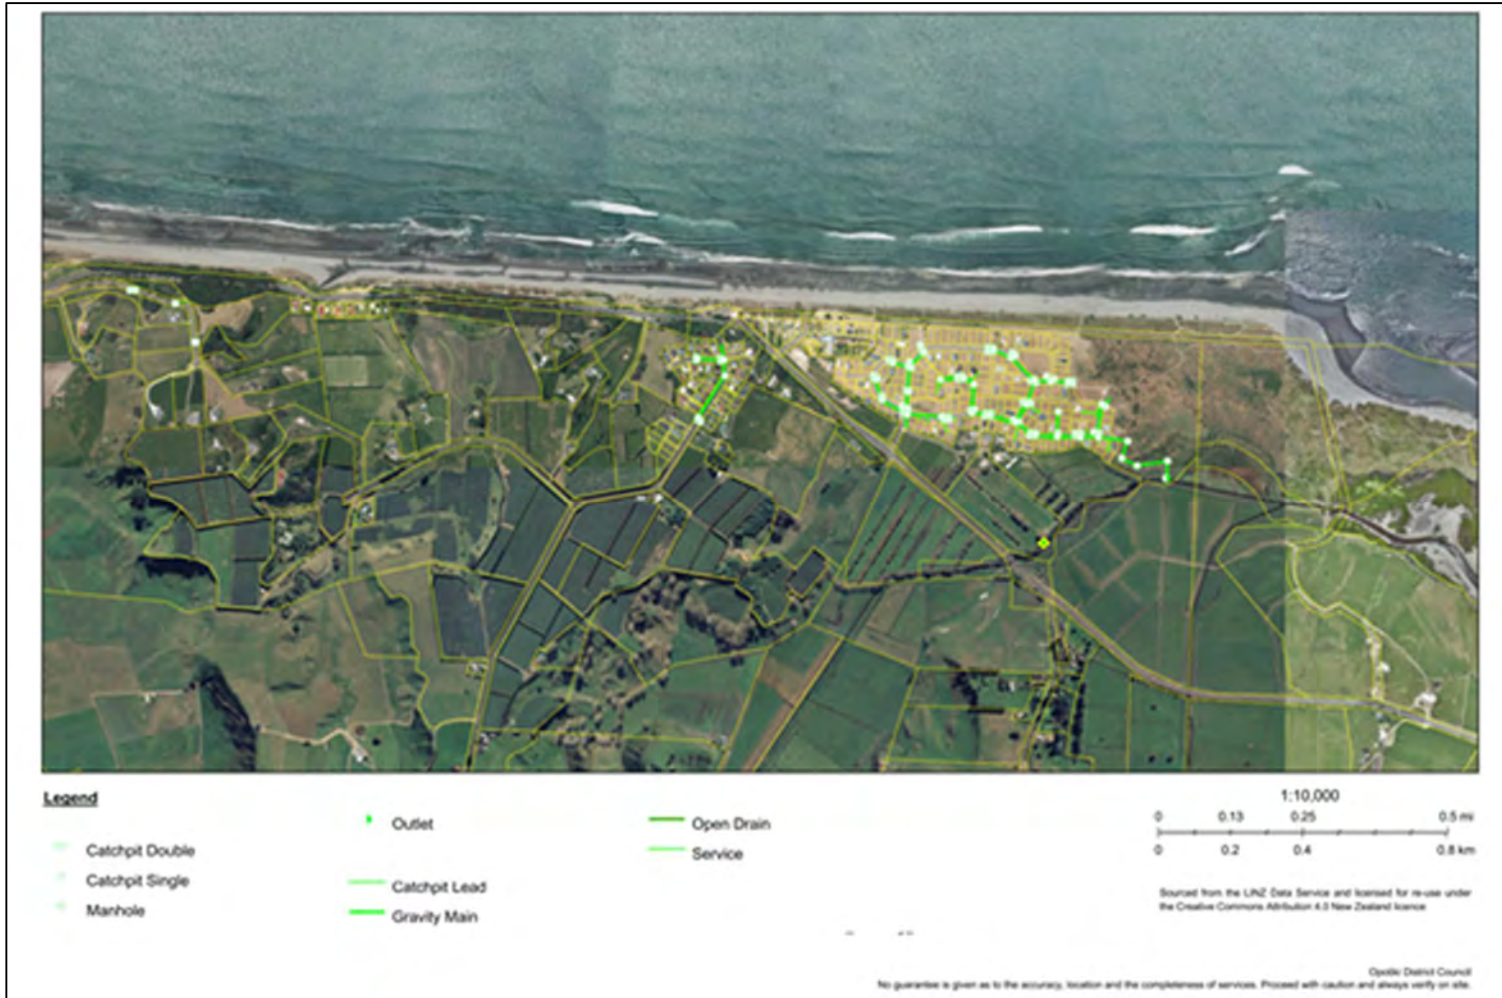 Legend
Outlet
Open Drain
Service
Catchpit Double
Catchpit Single
Manhole
Catchpit Lead
Gravity Main
1:10,000
0 0.13 0.25 0.5 mi
0 0.2 0.4 0.8 km
Sourced from the LINZ Data Service and licensed for re-use under
the Creative Commons Attribution 4.0 New Zealand licence
Opotiki District Council
No guarantee is given as to the accuracy, location and the completeness of services. Proceed with caution and always verify on site.